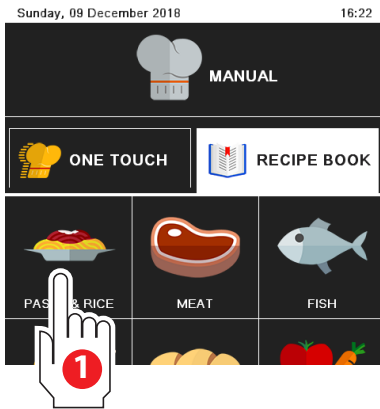 Sunday, 09 December 2018 16:22
MANUAL
ONE TOUCH
RECIPE BOOK
& RICE MEAT FISH
1